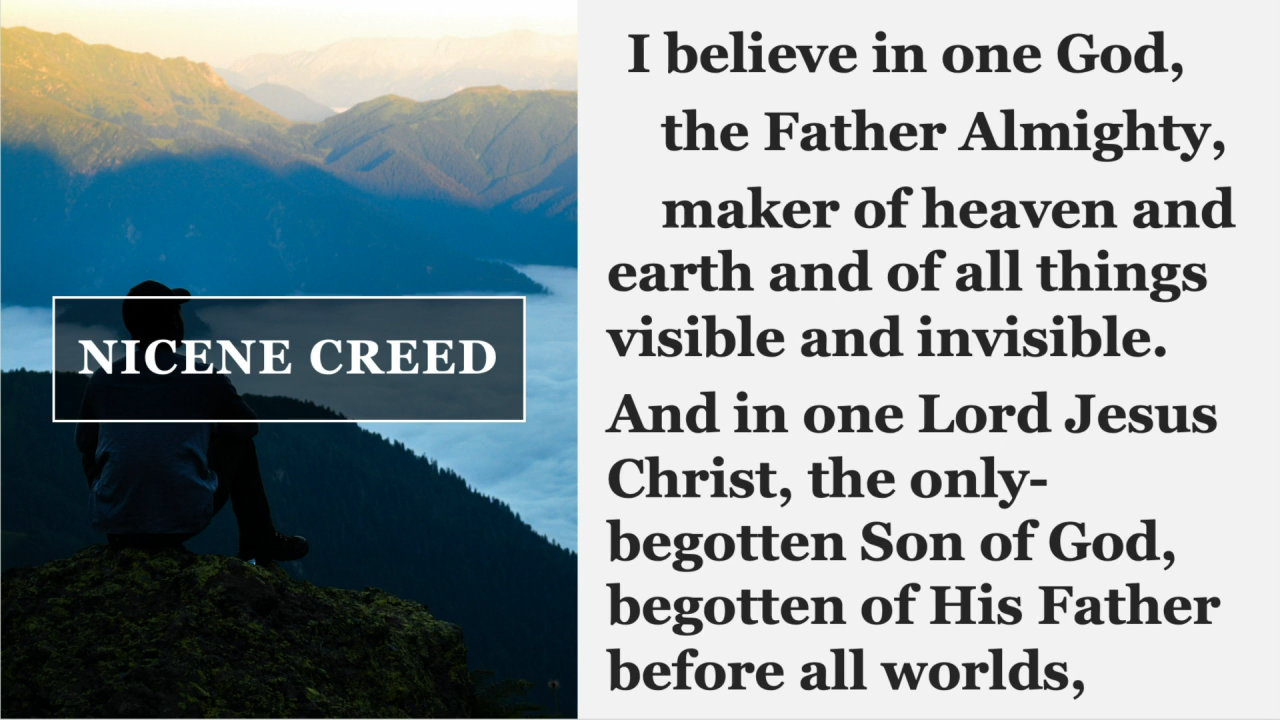 NICENE CREED
I believe in one God,
the Father Almighty,
maker of heaven and
earth and of all things
visible and invisible.
And in one Lord Jesus
Christ, the only-
begotten Son of God,
begotten of His Father
before all worlds,